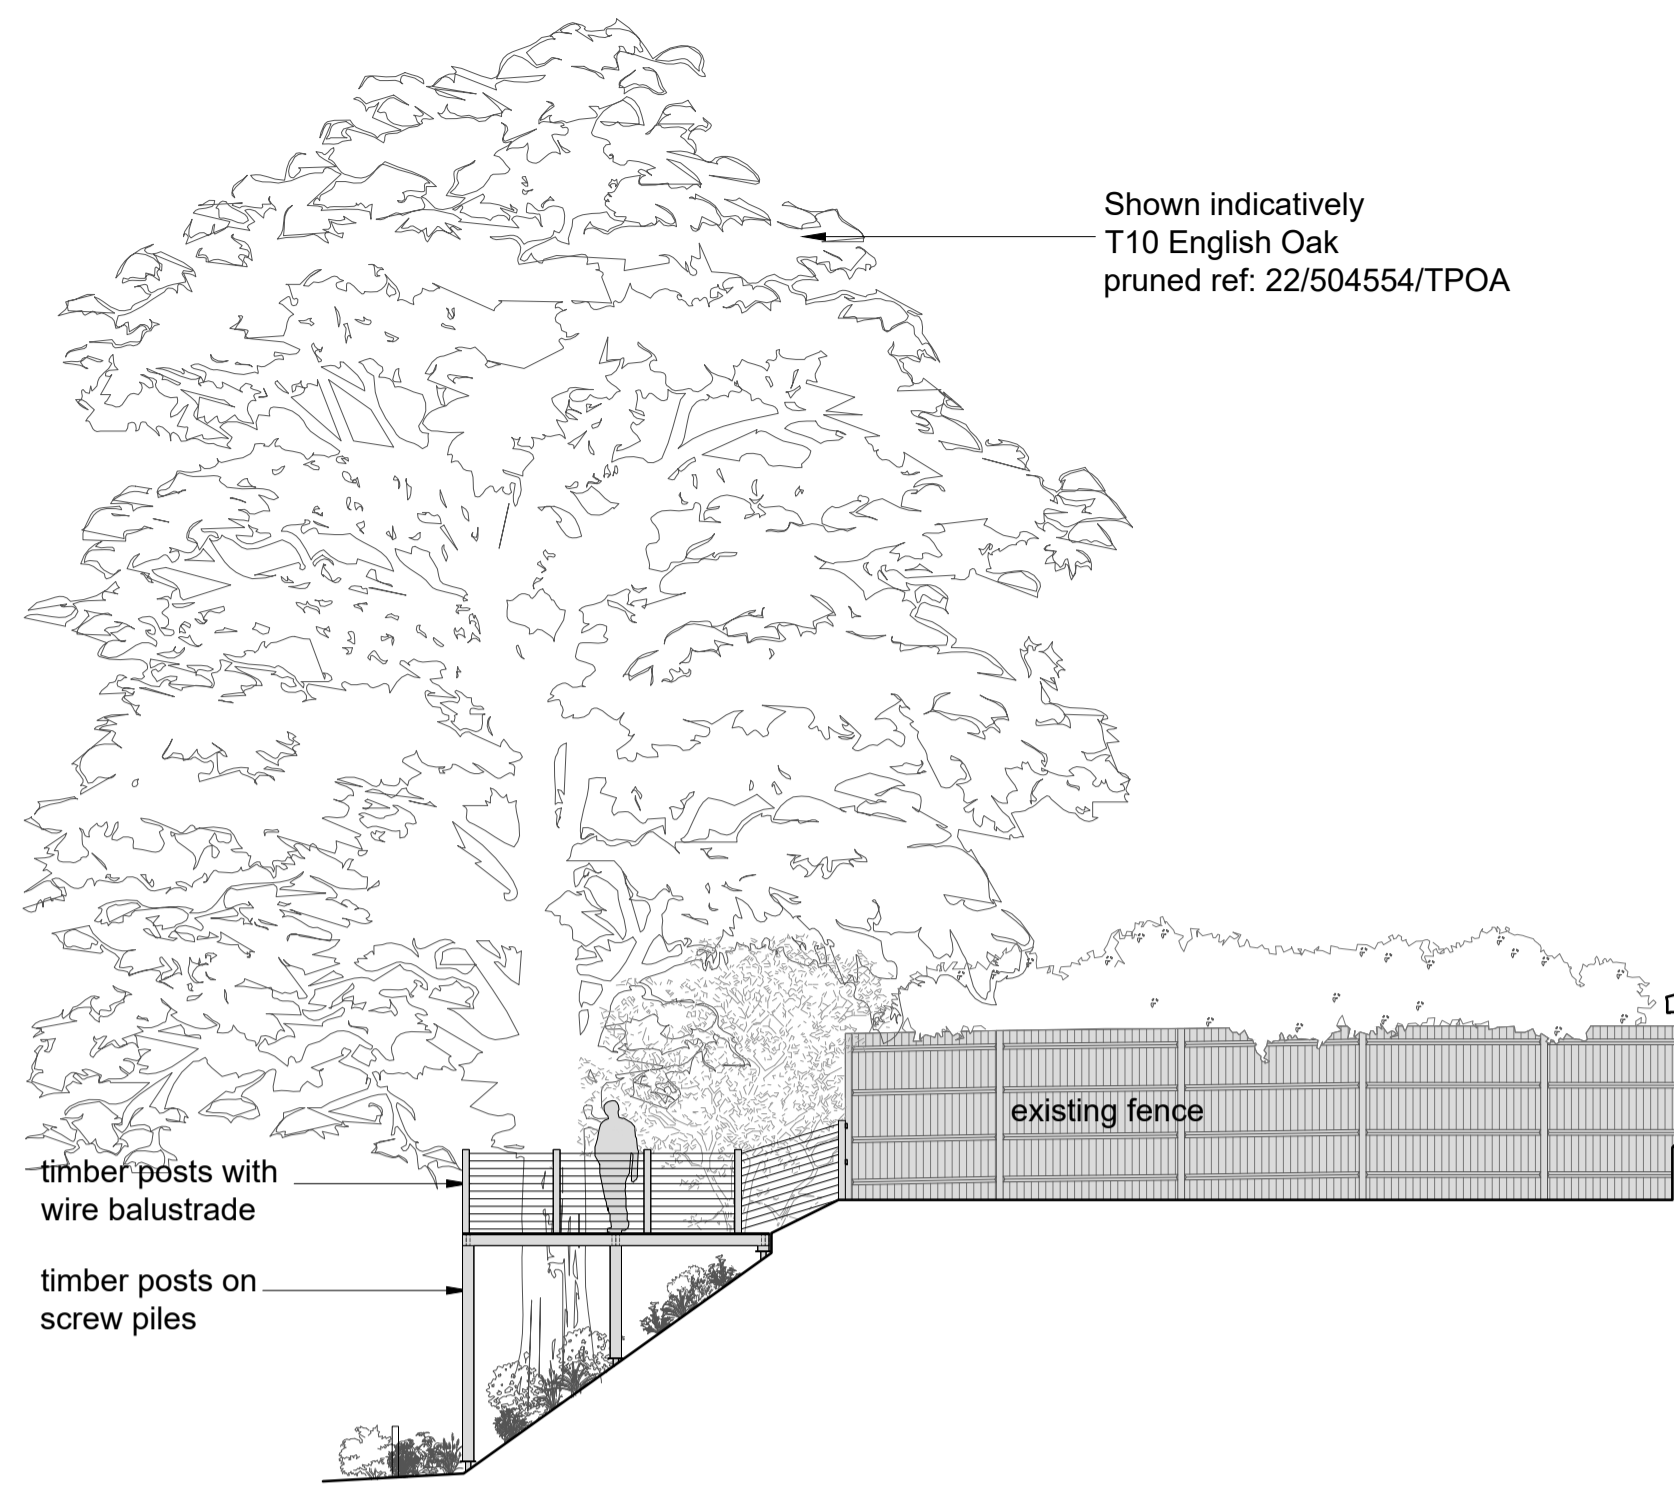 Shown indicatively
T10 English Oak
pruned ref: 22/504554/TPOA
existing fence
timber posts with
wire balustrade
timber posts on
screw piles